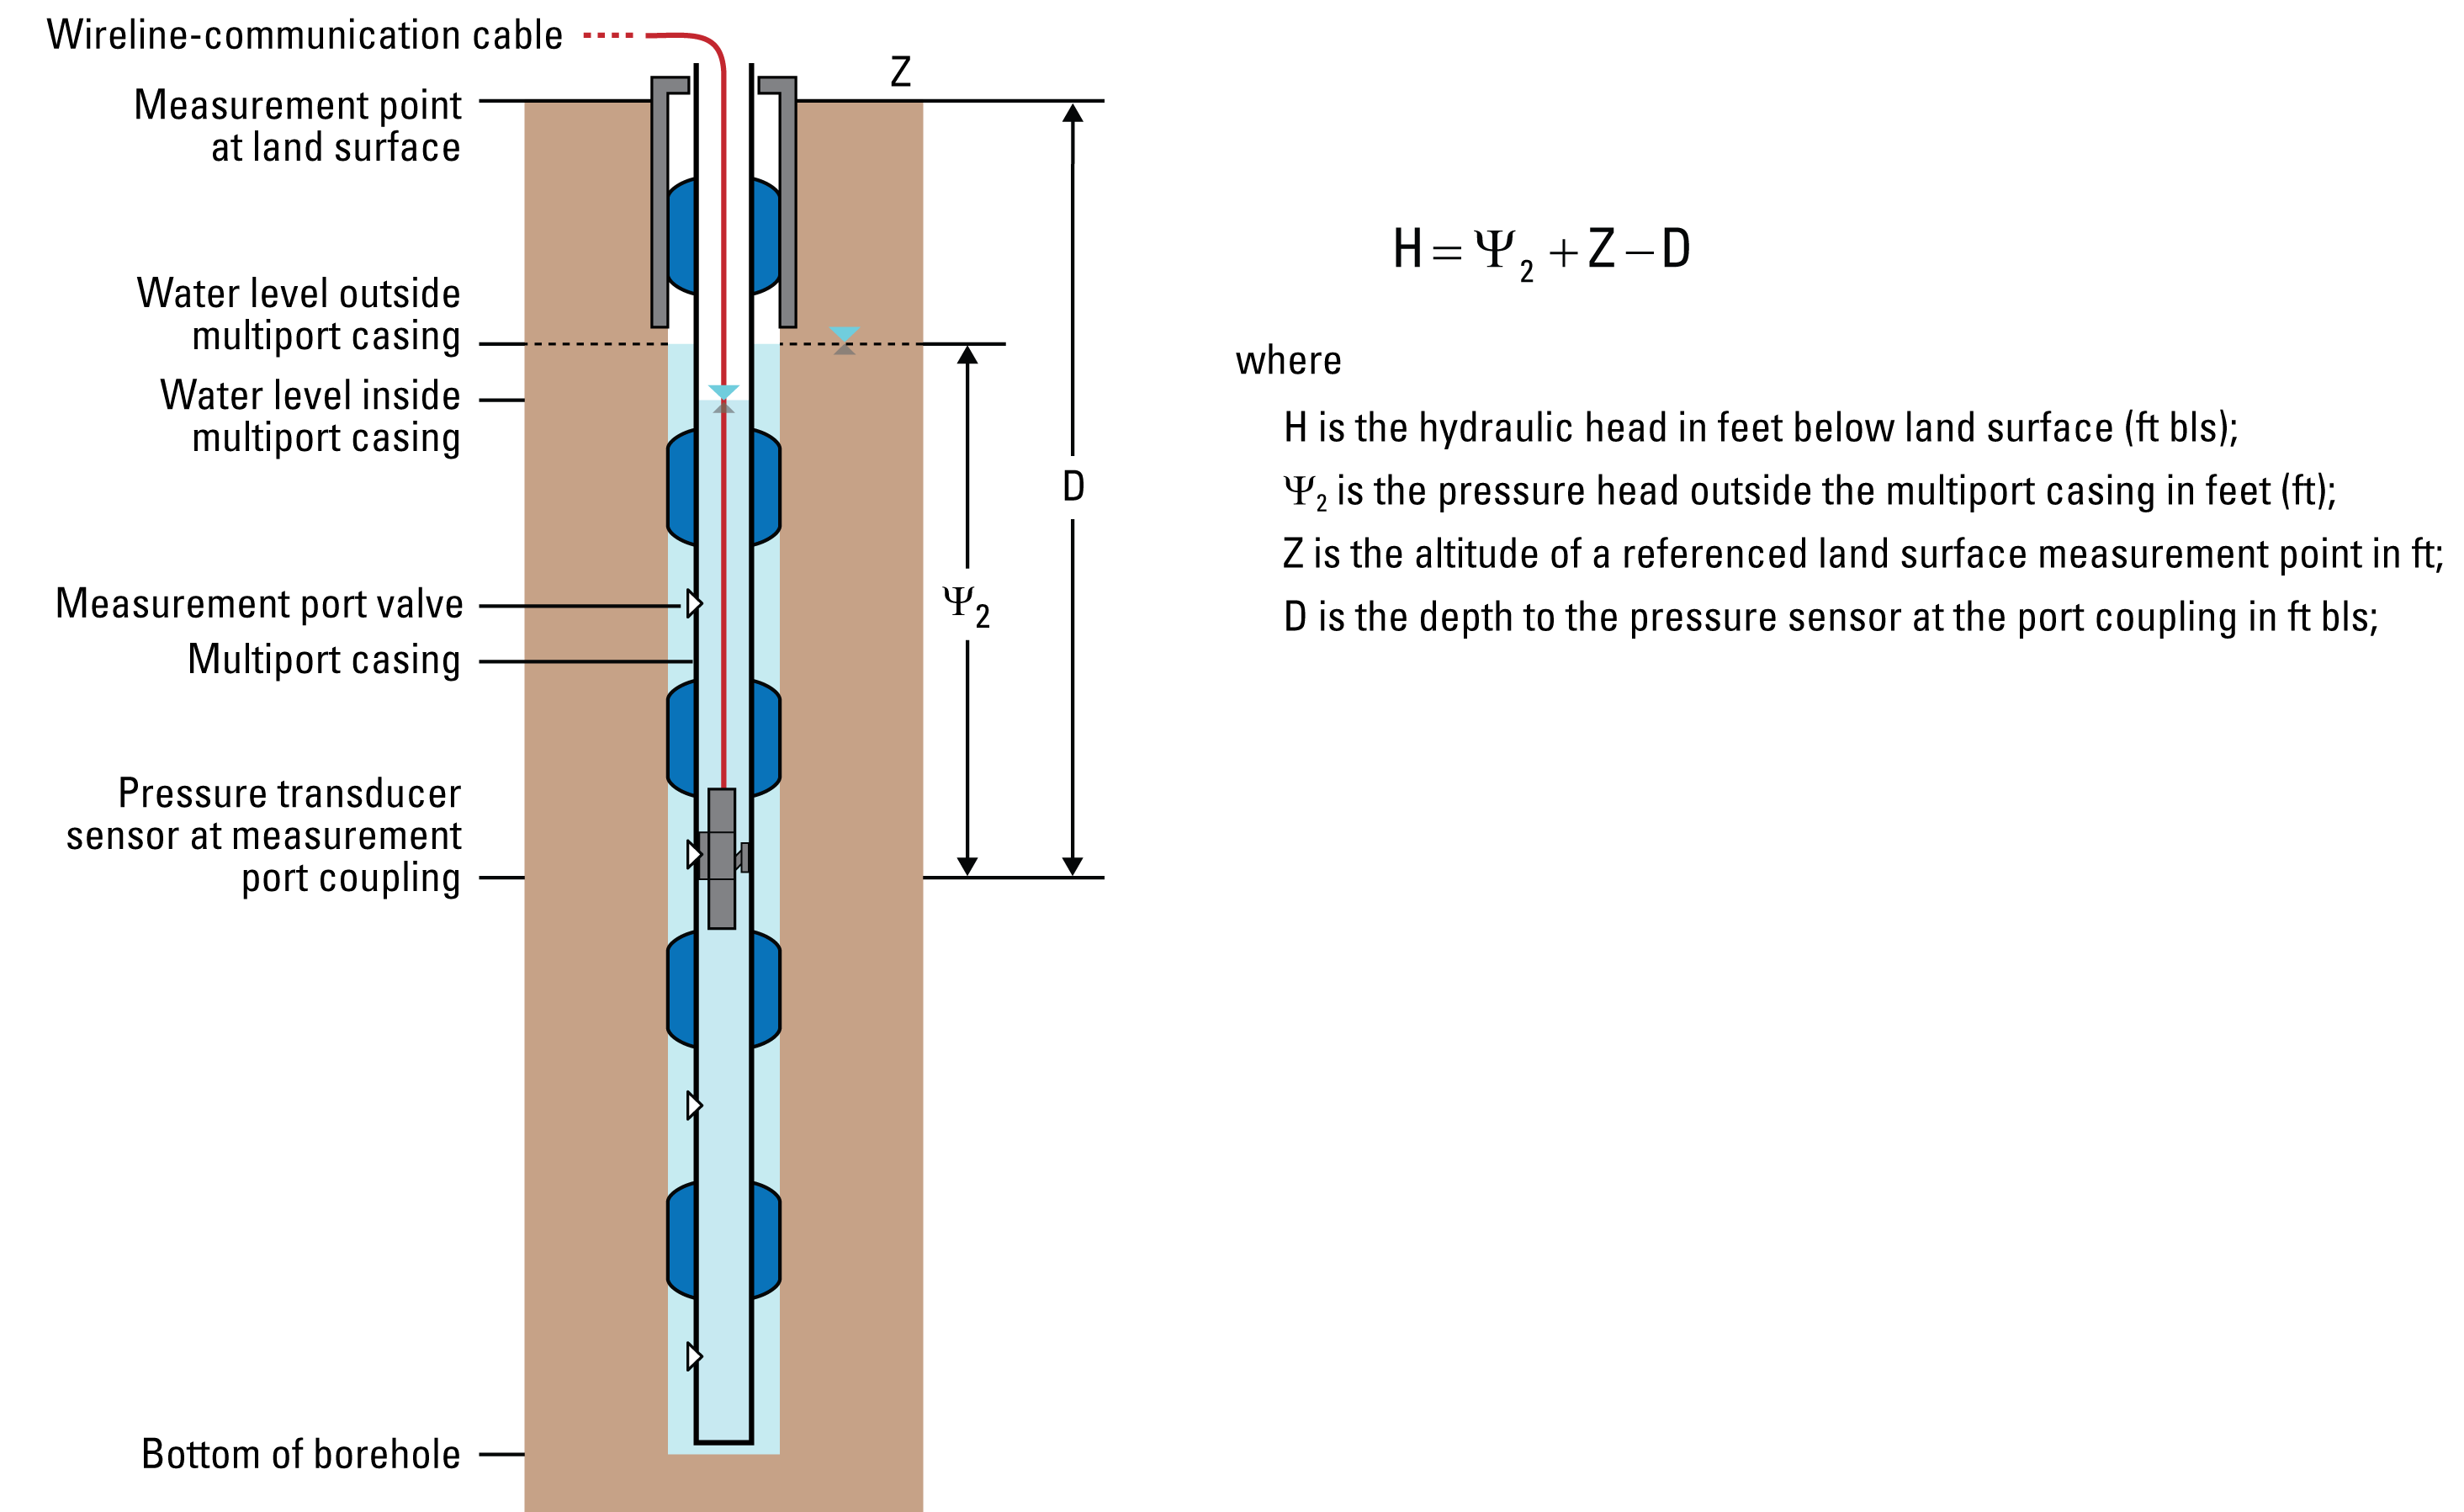 Wireline-communication cable
Measurement point
at land surface
Water level outside
multiport casing
Water level inside
multiport casing
Measurement port valve
Multiport casing
Pressure transducer
sensor at measurement
port coupling
Bottom of borehole
Z
D
Ψ2
H = Ψ2 + Z − D
where
H is the hydraulic head in feet below land surface (ft bls);
Ψ2 is the pressure head outside the multiport casing in feet (ft);
Z is the altitude of a referenced land surface measurement point in ft;
D is the depth to the pressure sensor at the port coupling in ft bls;